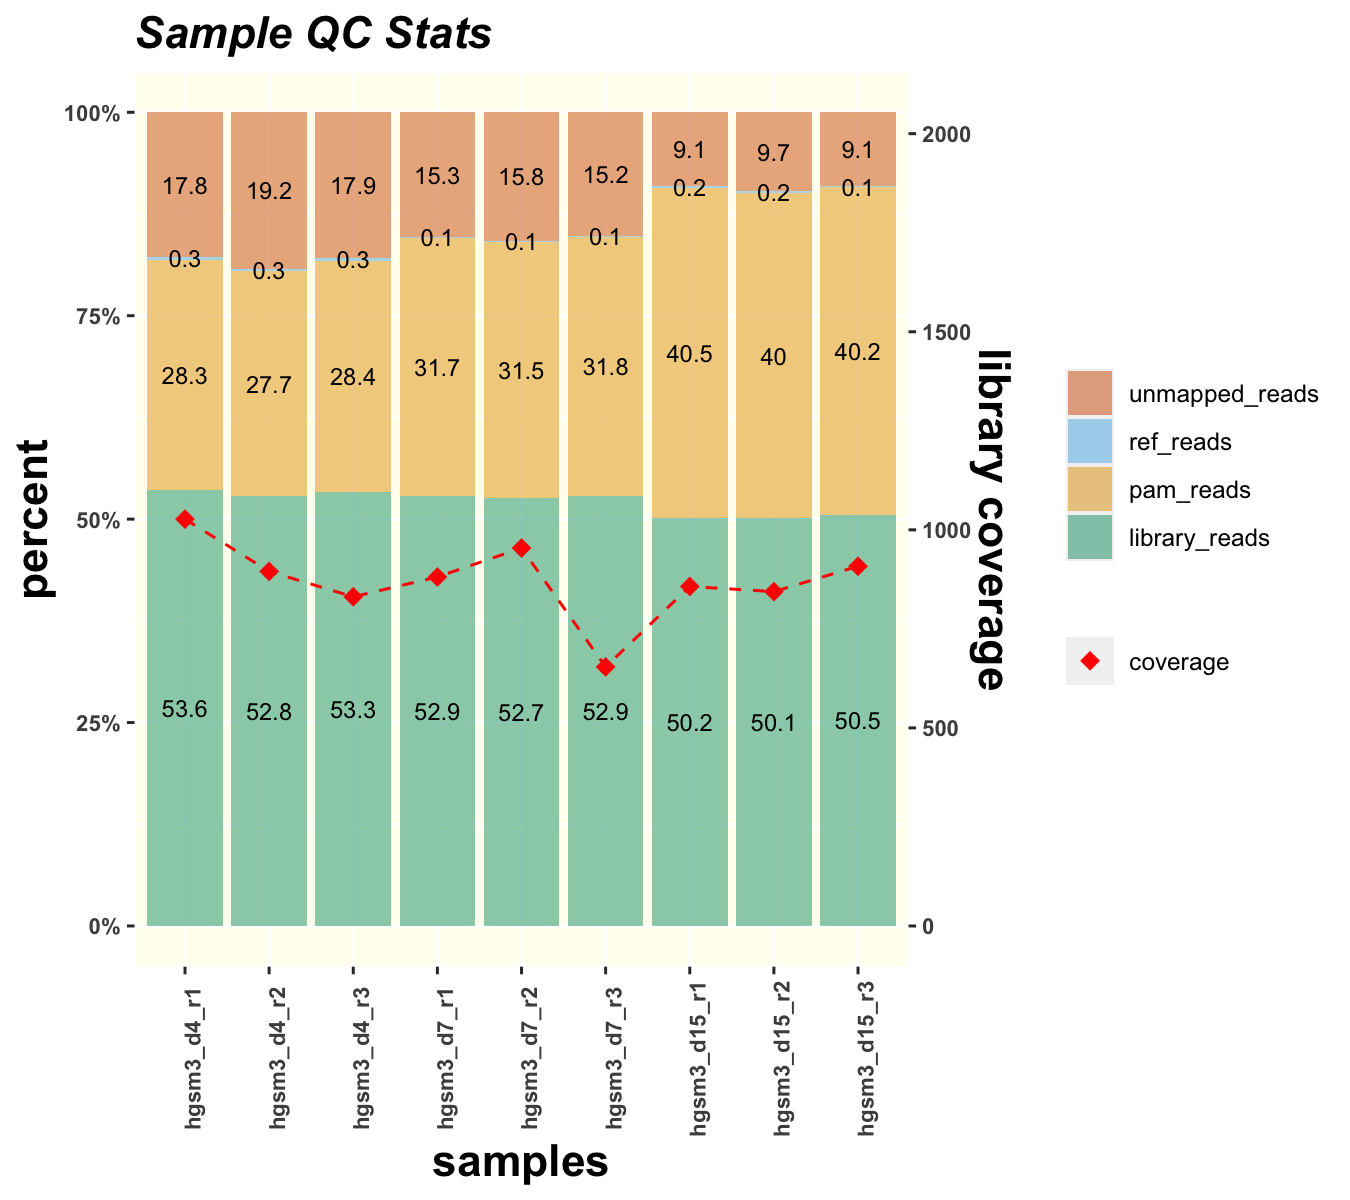 Sample QC Stats
percent
100%
75%
50%
25%
0%
17.8 19.2 17.9 15.3 15.8 15.2 9.1 9.7 9.1
0.3 0.3 0.3 0.1 0.1 0.1 0.2 0.2 0.1
28.3 27.7 28.4 31.7 31.5 31.8 40.5 40 40.2
53.6 52.8 53.3 52.9 52.7 52.9 50.2 50.1 50.5
2000
1500
1000
500
0
library coverage
hgsm3_d4_r1
hgsm3_d4_r2
hgsm3_d4_r3
hgsm3_d7_r1
hgsm3_d7_r2
hgsm3_d7_r3
hgsm3_d15_r1
hgsm3_d15_r2
hgsm3_d15_r3
samples
unmapped_reads
ref_reads
pam_reads
library_reads
coverage